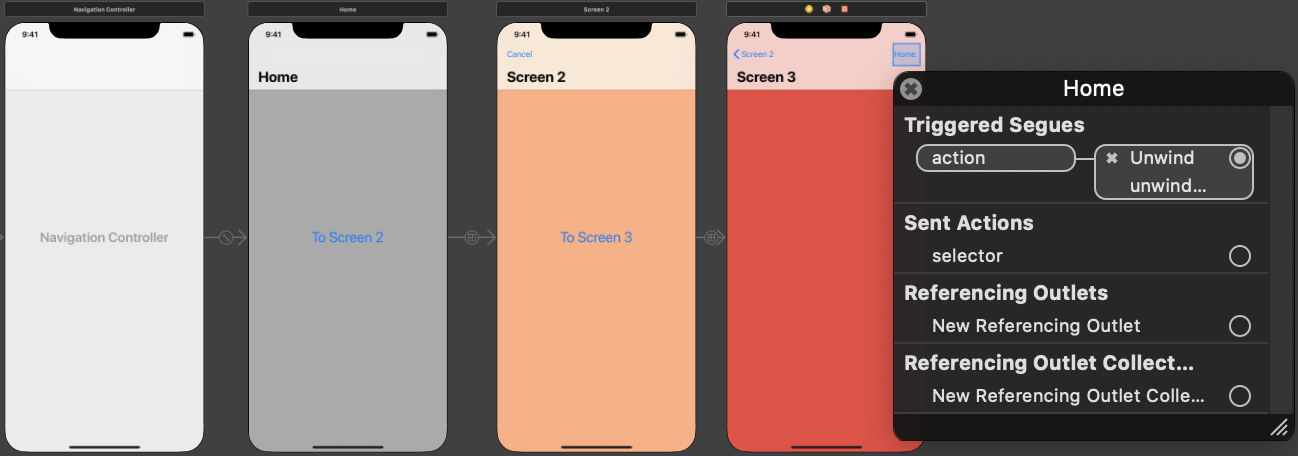 Navigation Controller
Home
Screen 2
9:41
9:41
9:41
9:41
Cancel
Screen 2
Home
Home
Screen 2
Screen 3
Navigation Controller
To Screen 2
To Screen 3
Home
Triggered Segues
action
Unwind
unwind...
Sent Actions
selector
Referencing Outlets
New Referencing Outlet
Referencing Outlet Collect...
New Referencing Outlet Colle...